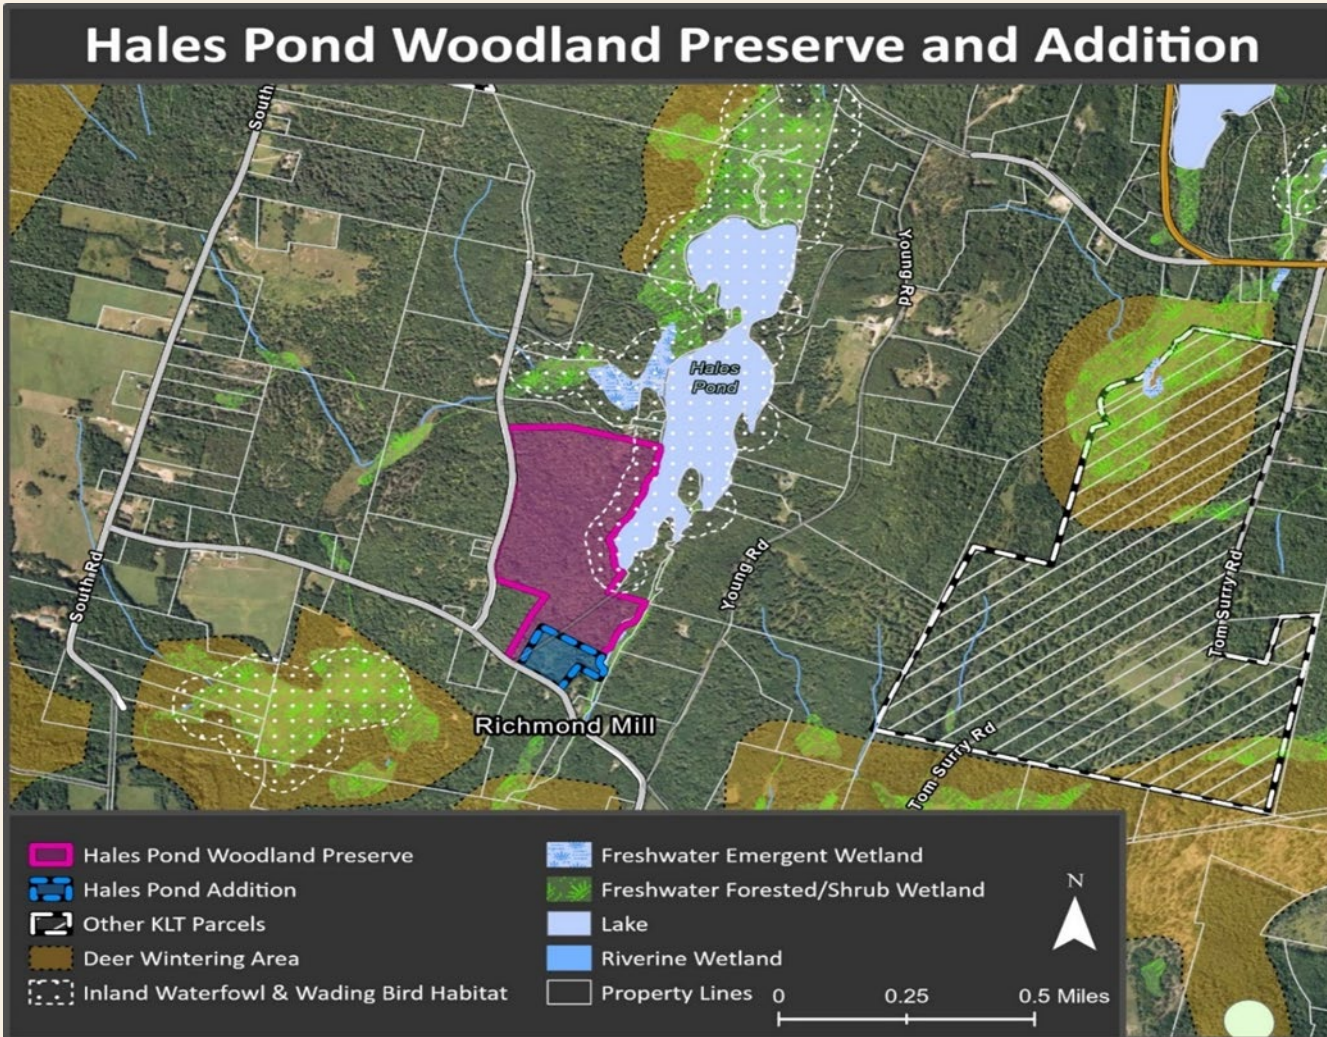 Hales Pond Woodland Preserve and Addition
South
Young Rd
Hales
Pond
South Rd
Young Rd
Tom Surry Rd
Richmond Mill
Tom Surry Rd
Hales Pond Woodland Preserve
Hales Pond Addition
Other KLT Parcels
Deer Wintering Area
Inland Waterfowl & Wading Bird Habitat
Freshwater Emergent Wetland
Freshwater Forested/Shrub Wetland
Lake
Riverine Wetland
Property Lines
N
0 0.25 0.5 Miles